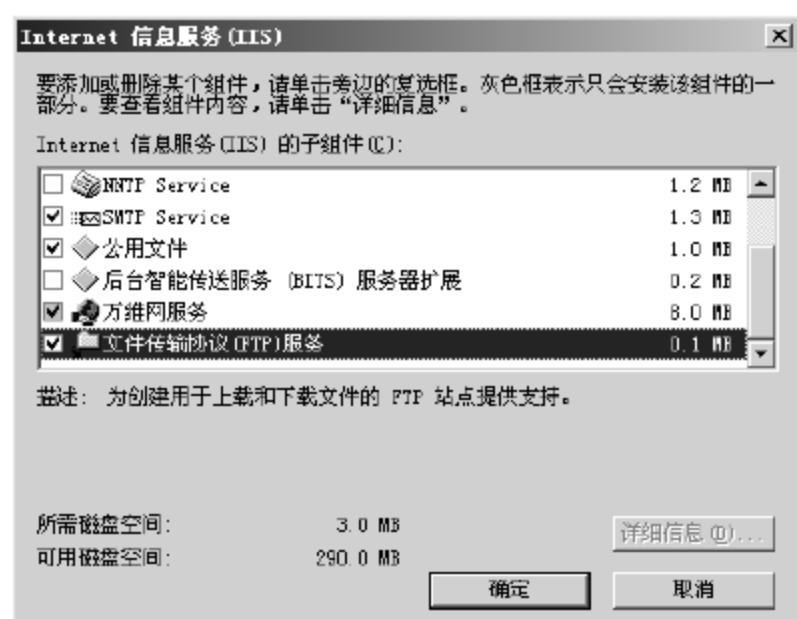 Internet 信息服务(IIS)
要添加或删除某个组件，请单击旁边的复选框。灰色框表示只会安装该组件的一
部分。要查看组件内容，请单击“详细信息”。
Internet 信息服务(IIS) 的子组件(C):
NNTP Service 1.2 MB
SMTP Service 1.3 MB
公用文件 1.0 MB
后台智能传送服务 (BITS) 服务器扩展 0.2 MB
万维网服务 8.0 MB
文件传输协议(FTP)服务 0.1 MB
描述: 为创建用于上载和下载文件的 FTP 站点提供支持。
所需磁盘空间: 3.0 MB
详细信息(D)...
可用磁盘空间: 290.0 MB
确定 取消